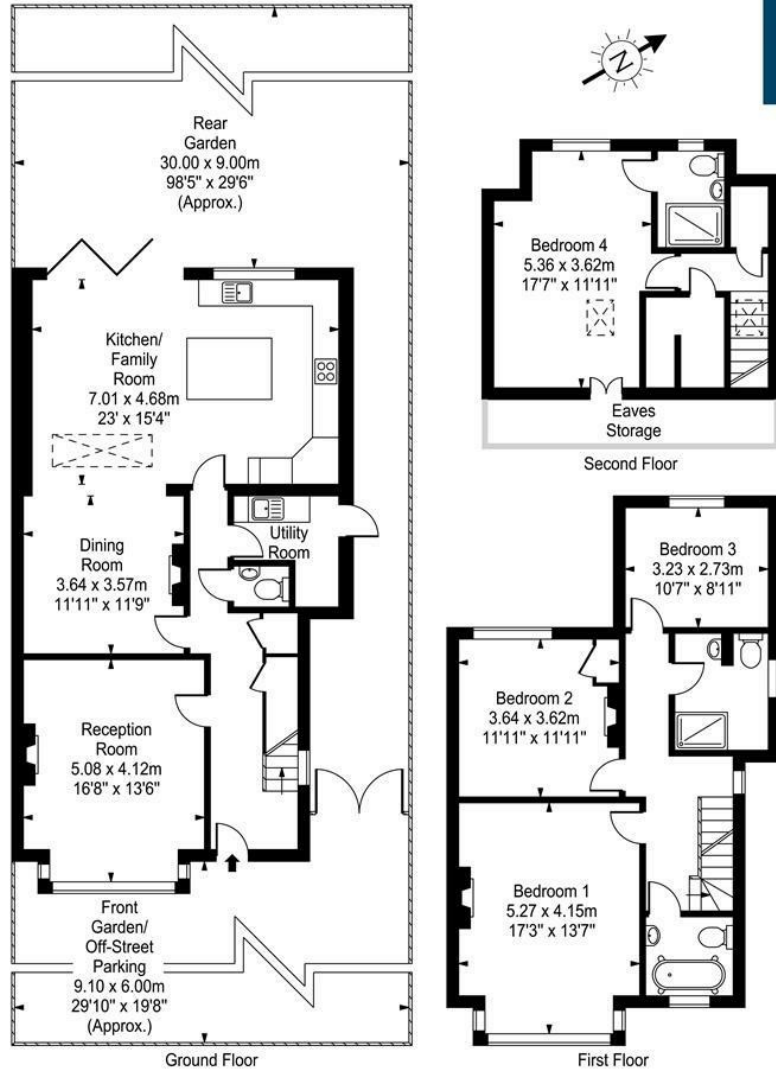 Rear
Garden
30.00 x 9.00m
98'5" x 29'6"
(Approx.)
Kitchen/
Family
Room
7.01 x 4.68m
23' x 15'4"
Dining
Room
3.64 x 3.57m
11'11" x 11'9"
Utility
Room
Reception
Room
5.08 x 4.12m
16'8" x 13'6"
Front
Garden/
Off-Street
Parking
9.10 x 6.00m
29'10" x 19'8"
(Approx.)
Ground Floor
N
Bedroom 4
5.36 x 3.62m
17'7" x 11'11"
Eaves
Storage
Second Floor
Bedroom 3
3.23 x 2.73m
10'7" x 8'11"
Bedroom 2
3.64 x 3.62m
11'11" x 11'11"
Bedroom 1
5.27 x 4.15m
17'3" x 13'7"
First Floor